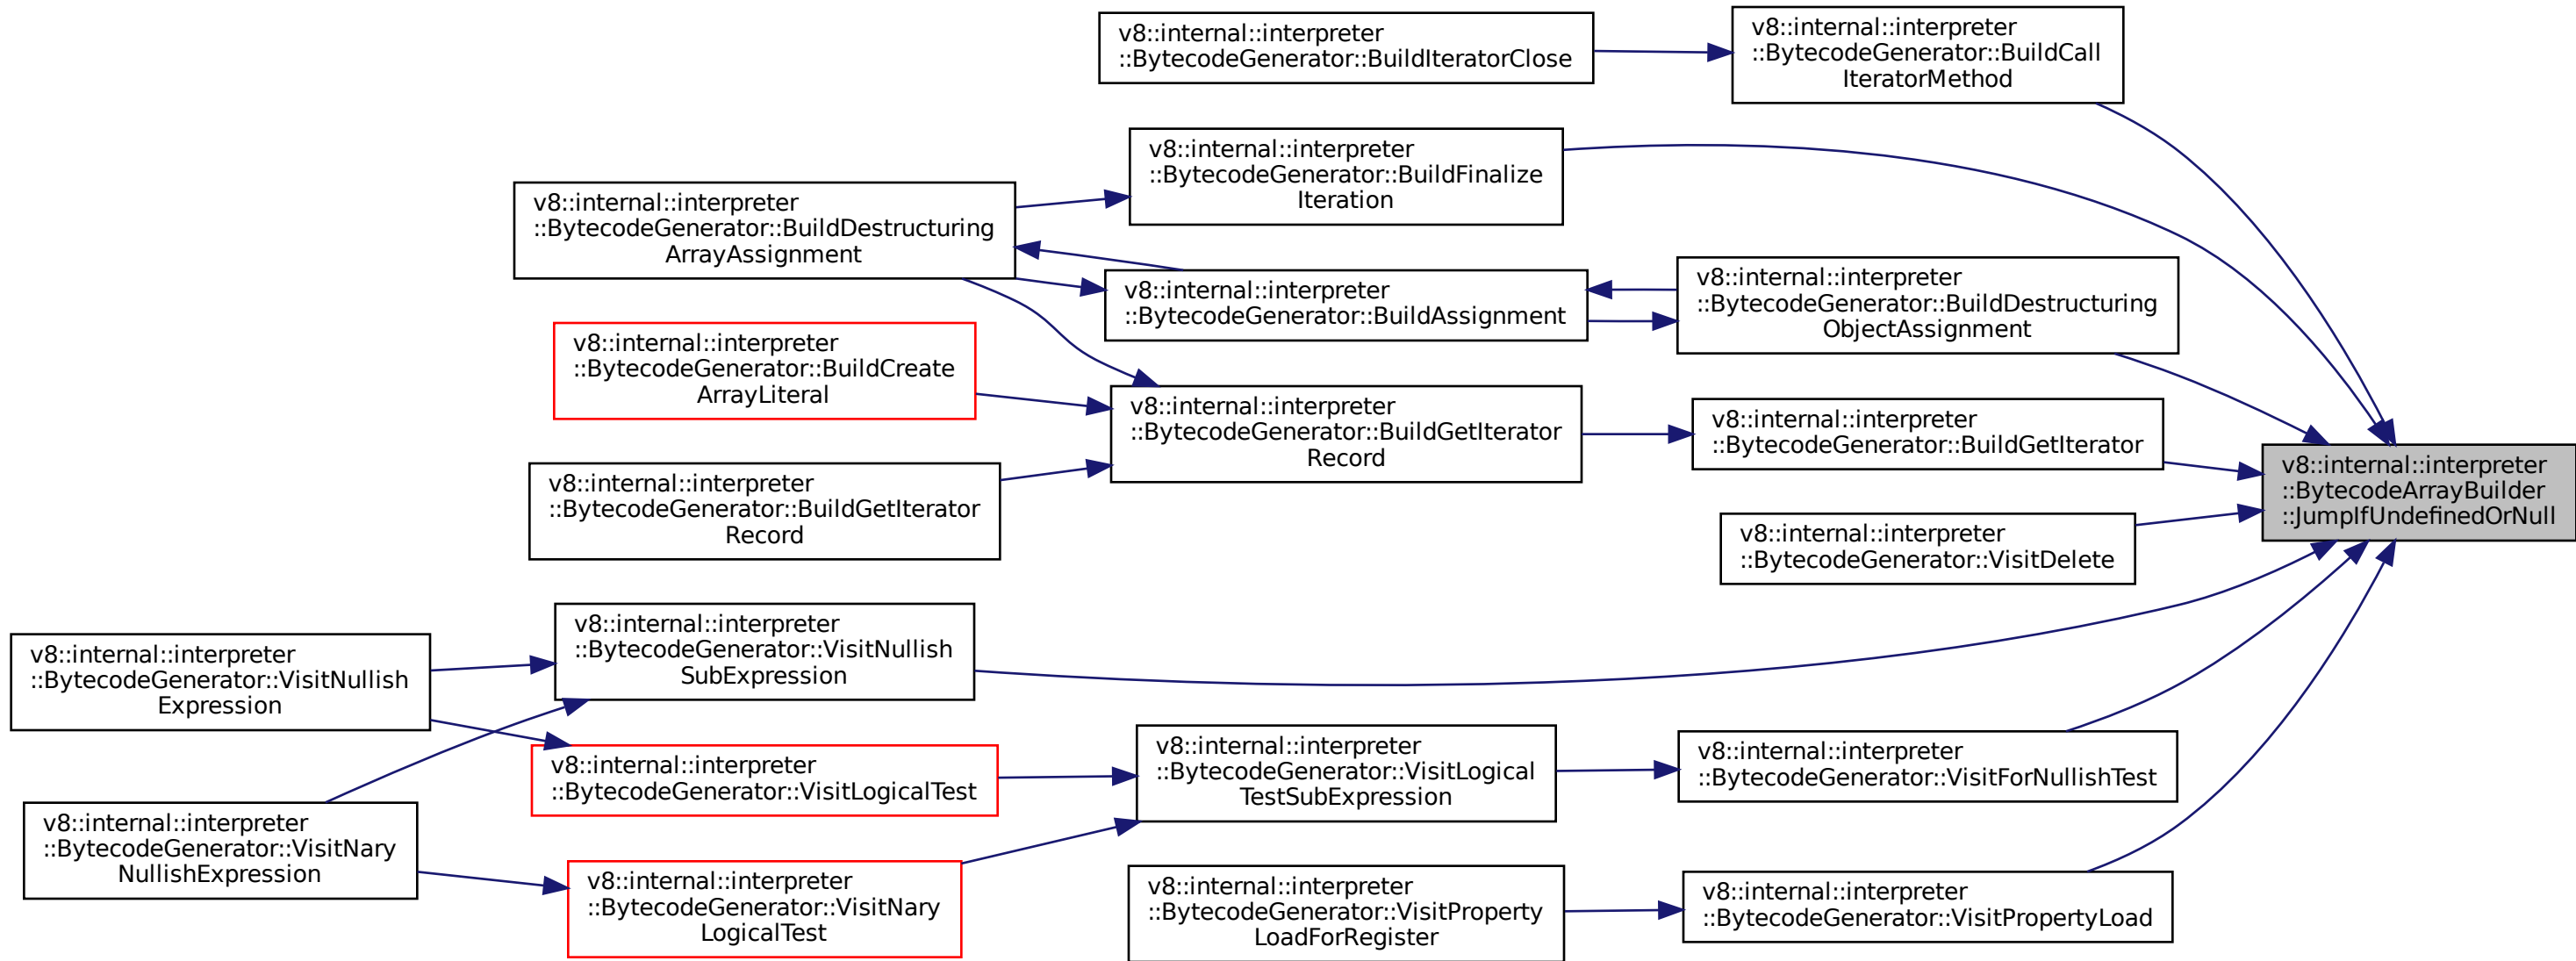 v8::internal::interpreter
::BytecodeGenerator::BuildIteratorClose
v8::internal::interpreter
::BytecodeGenerator::BuildCall
IteratorMethod
v8::internal::interpreter
::BytecodeGenerator::BuildFinalize
Iteration
v8::internal::interpreter
::BytecodeGenerator::BuildDestructuring
ArrayAssignment
v8::internal::interpreter
::BytecodeGenerator::BuildAssignment
v8::internal::interpreter
::BytecodeGenerator::BuildDestructuring
ObjectAssignment
v8::internal::interpreter
::BytecodeGenerator::BuildCreate
ArrayLiteral
v8::internal::interpreter
::BytecodeGenerator::BuildGetIterator
Record
v8::internal::interpreter
::BytecodeGenerator::BuildGetIterator
v8::internal::interpreter
::BytecodeArrayBuilder
::JumpIfUndefinedOrNull
v8::internal::interpreter
::BytecodeGenerator::BuildGetIterator
Record
v8::internal::interpreter
::BytecodeGenerator::VisitDelete
v8::internal::interpreter
::BytecodeGenerator::VisitNullish
Expression
v8::internal::interpreter
::BytecodeGenerator::VisitNullish
SubExpression
v8::internal::interpreter
::BytecodeGenerator::VisitLogicalTest
v8::internal::interpreter
::BytecodeGenerator::VisitLogical
TestSubExpression
v8::internal::interpreter
::BytecodeGenerator::VisitForNullishTest
v8::internal::interpreter
::BytecodeGenerator::VisitNary
NullishExpression
v8::internal::interpreter
::BytecodeGenerator::VisitNary
LogicalTest
v8::internal::interpreter
::BytecodeGenerator::VisitProperty
LoadForRegister
v8::internal::interpreter
::BytecodeGenerator::VisitPropertyLoad